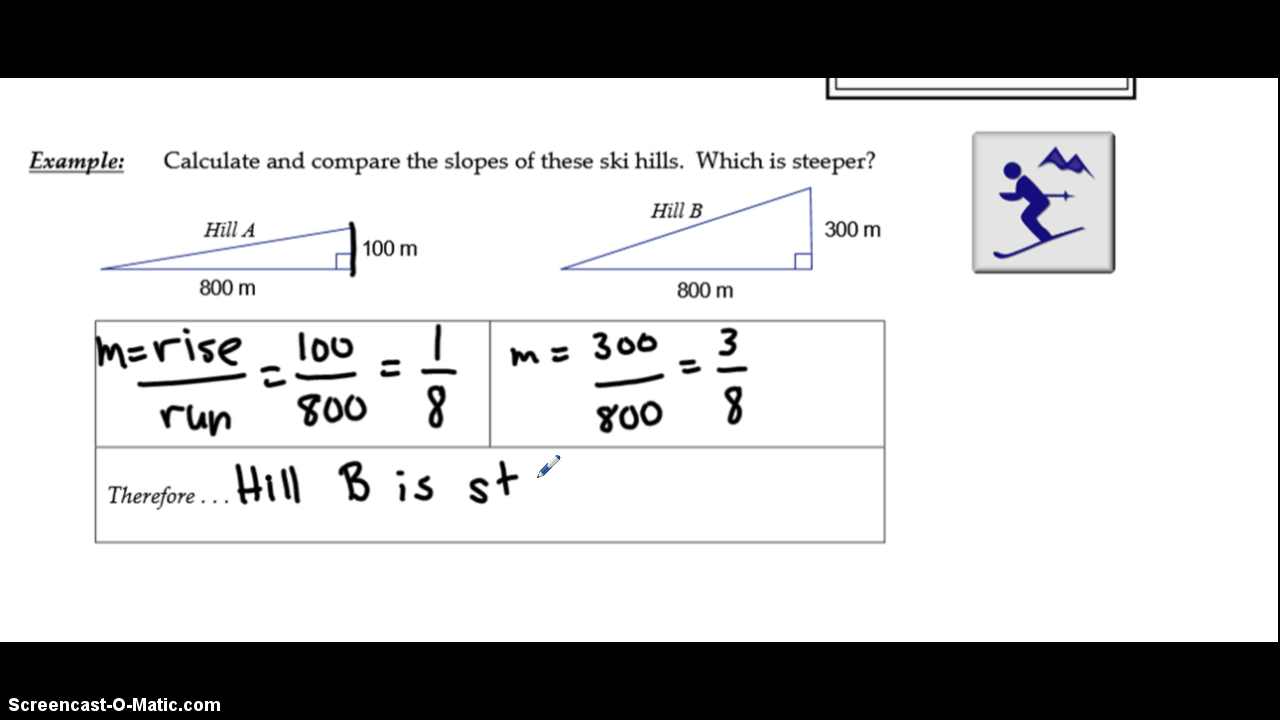 Example: Calculate and compare the slopes of these ski hills. Which is steeper?
Hill A
100 m
800 m
Hill B
300 m
800 m
m = rise / run = 100 / 800 = 1 / 8
m = 300 / 800 = 3 / 8
Therefore . . . Hill B is st
Screencast-O-Matic.com